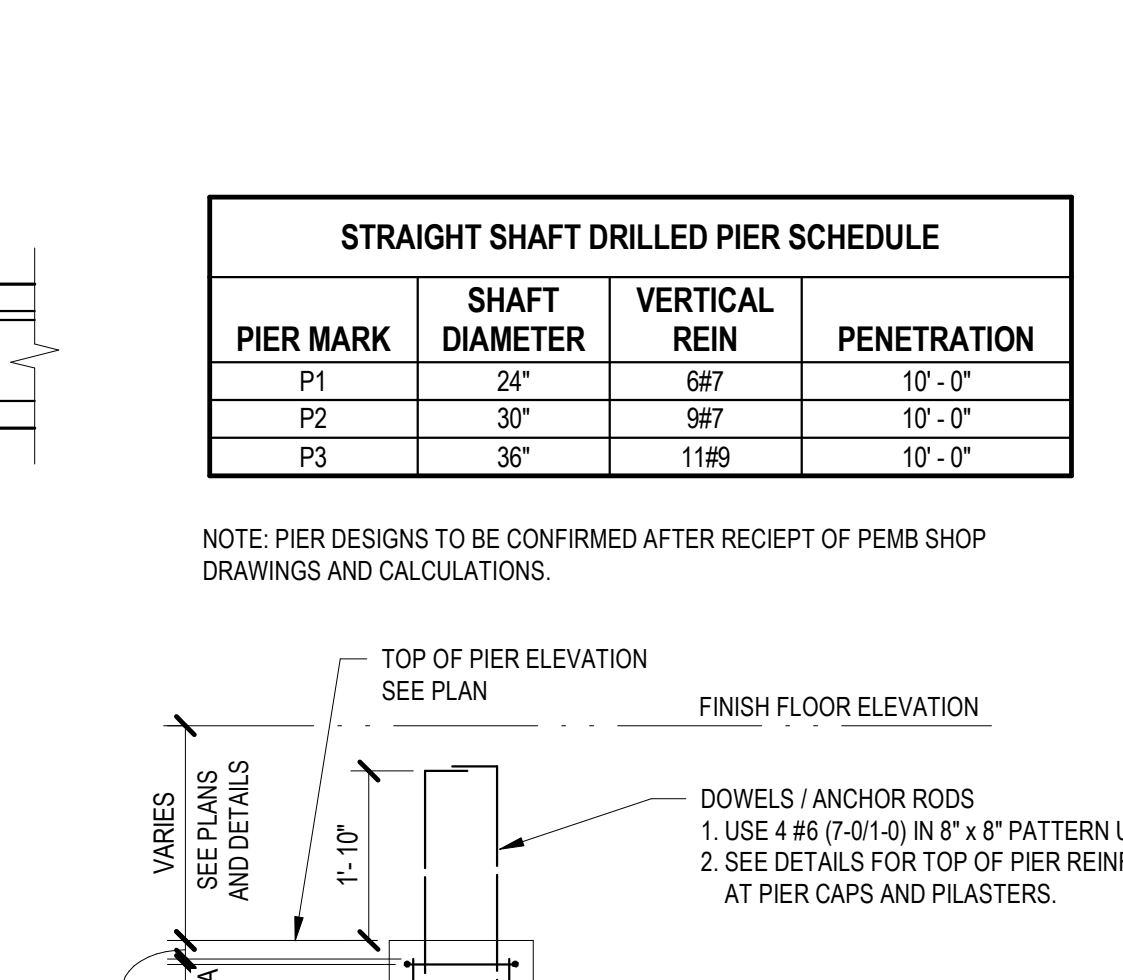 STRAIGHT SHAFT DRILLED PIER SCHEDULE
PIER MARK SHAFT DIAMETER VERTICAL REIN PENETRATION
P1 24" 6#7 10' - 0"
P2 30" 9#7 10' - 0"
P3 36" 11#9 10' - 0"
NOTE: PIER DESIGNS TO BE CONFIRMED AFTER RECIEPT OF PEMB SHOP
DRAWINGS AND CALCULATIONS.
TOP OF PIER ELEVATION
SEE PLAN
FINISH FLOOR ELEVATION
VARIES
SEE PLANS
AND DETAILS
1'- 10"
DOWELS / ANCHOR RODS
1. USE 4 #6 (7-0/1-0) IN 8" x 8" PATTERN
2. SEE DETAILS FOR TOP OF PIER
AT PIER CAPS AND PILASTERS.